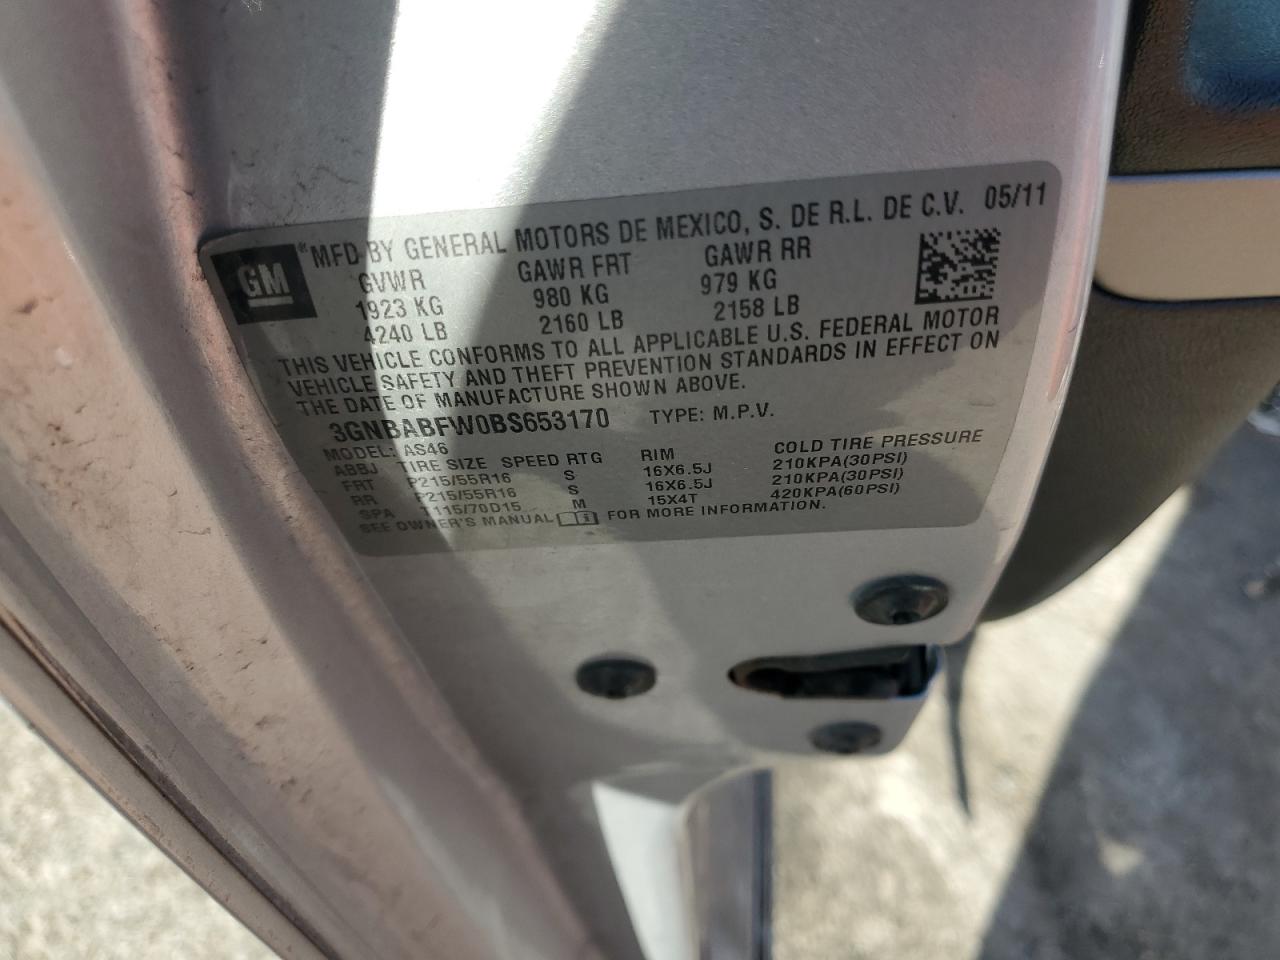 GM
® MFD BY GENERAL MOTORS DE MEXICO, S. DE R.L. DE C.V. 05/11
GVWR GAWR FRT GAWR RR
1923 KG 980 KG 979 KG
4240 LB 2160 LB 2158 LB
THIS VEHICLE CONFORMS TO ALL APPLICABLE U.S. FEDERAL MOTOR
VEHICLE SAFETY AND THEFT PREVENTION STANDARDS IN EFFECT ON
THE DATE OF MANUFACTURE SHOWN ABOVE.
3GNBABFW0BS653170 TYPE: M.P.V.
MODEL: AS46
ABBJ TIRE SIZE SPEED RTG RIM COLD TIRE PRESSURE
FRT P215/55R16 S 16X6.5J 210KPA(30PSI)
RR P215/55R16 S 16X6.5J 210KPA(30PSI)
SPA T115/70D15 M 15X4T 420KPA(60PSI)
SEE OWNER'S MANUAL FOR MORE INFORMATION.